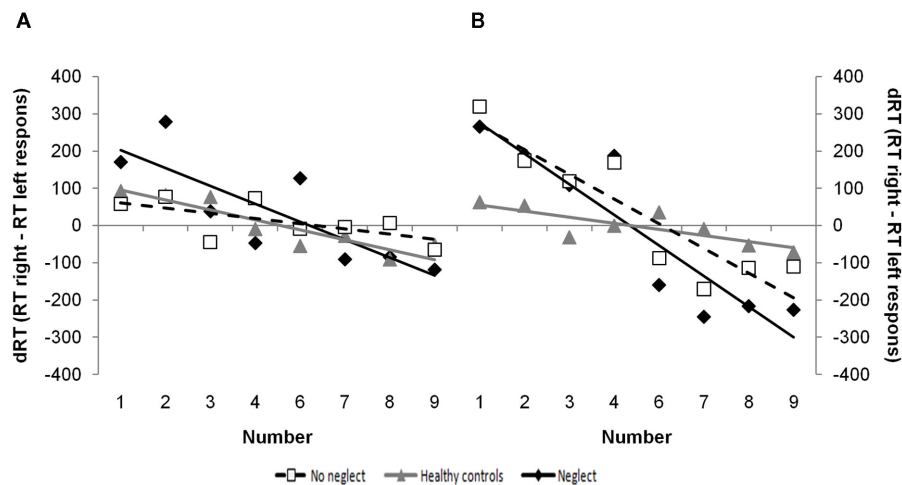 A
B
dRT (RT right - RT left respons)
400
300
200
100
0
-100
-200
-300
-400
1 2 3 4 6 7 8 9
Number
400
300
200
100
0
-100
-200
-300
-400
1 2 3 4 6 7 8 9
Number
dRT (RT right - RT left respons)
No neglect Healthy controls Neglect